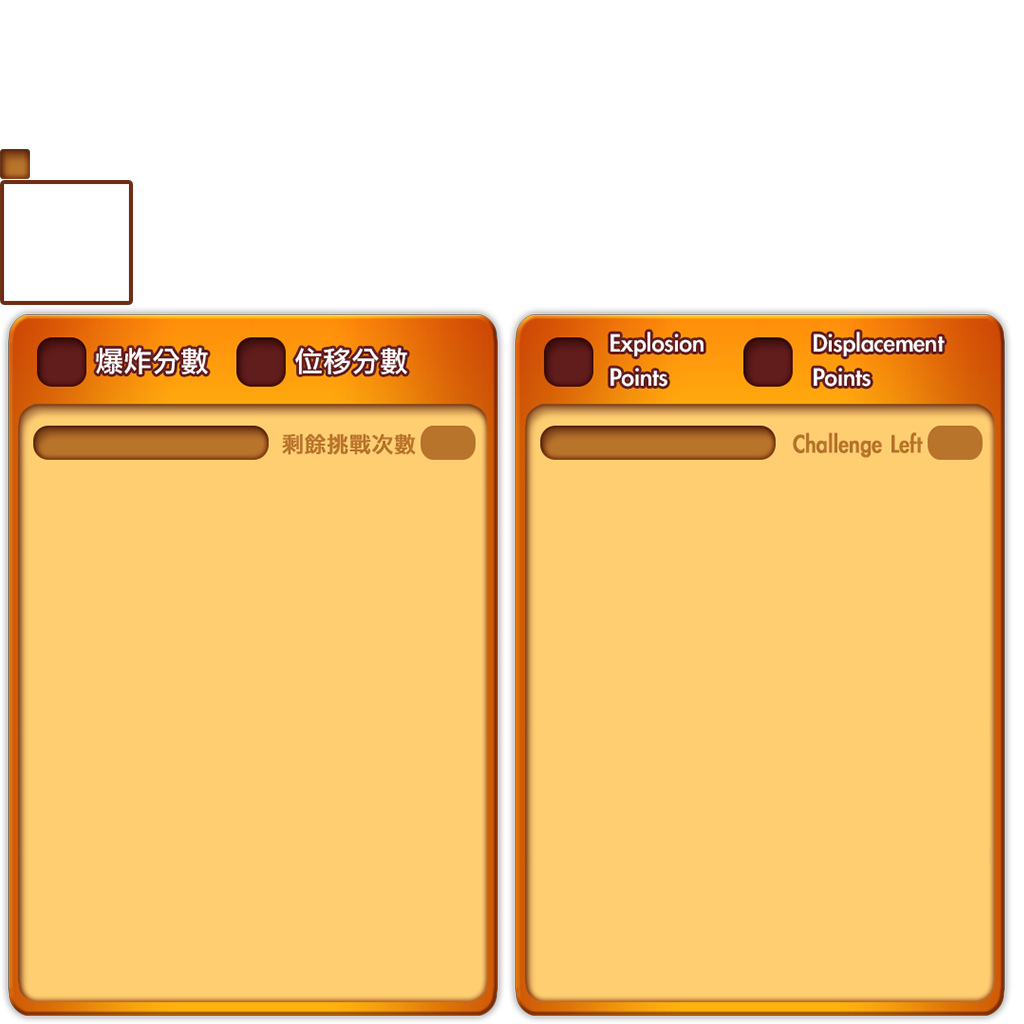 爆炸分數
位移分數
剩餘挑戰次數
Explosion
Points
Displacement
Points
Challenge Left